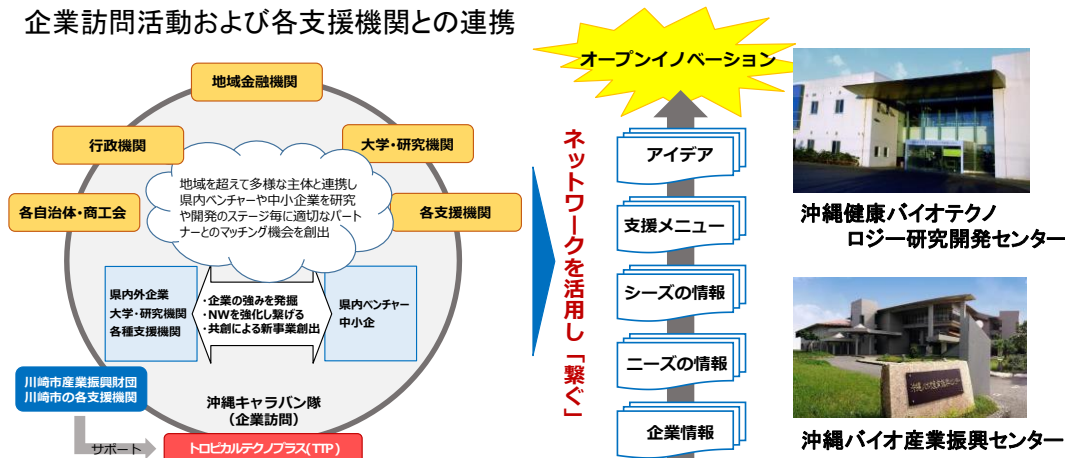 企業訪問活動および各支援機関との連携
地域金融機関
行政機関
大学・研究機関
各自治体・商工会
各支援機関
地域を超えて多様な主体と連携し
県内ベンチャーや中小企業を研究
や開発のステージ毎に適切なパート
ナーとのマッチング機会を創出
県内外企業
大学・研究機関
各種支援機関
・企業の強みを発掘
・NWを強化し繋げる
・共創による新事業創出
県内ベンチャー
中小企
川崎市産業振興財団
川崎市の各支援機関
沖縄キャラバン隊
（企業訪問）
サポート
トロピカルテクノプラス(TTP)
オープンイノベーション
ネットワークを活用し「繋ぐ」
アイデア
支援メニュー
シーズの情報
ニーズの情報
企業情報
沖縄健康バイオテクノ
ロジー研究開発センター
沖縄バイオ産業振興センター